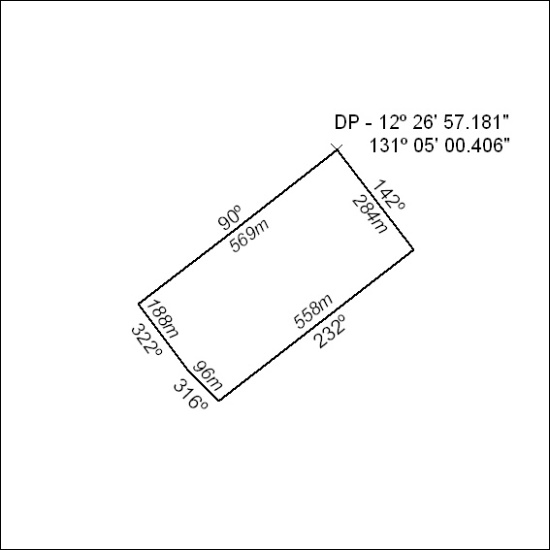 DP - 12º 26' 57.181"
131º 05' 00.406"
142º
284m
90º
569m
558m
232º
188m
322º
96m
316º